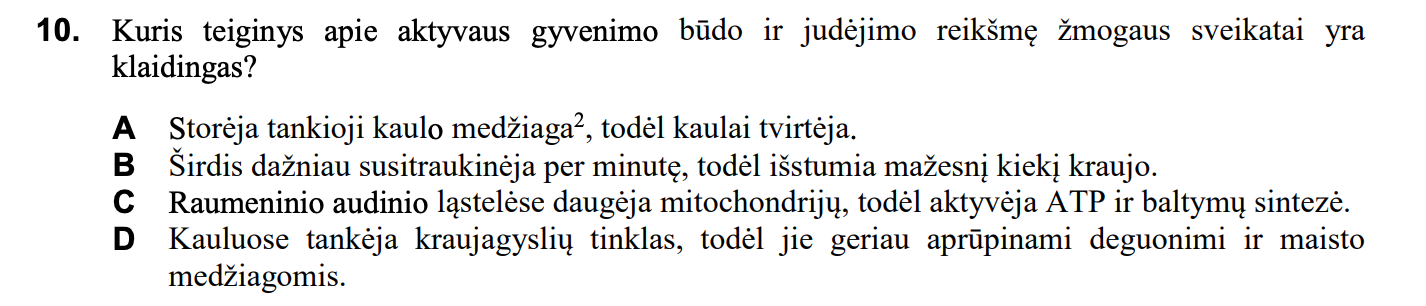 10. Kuris teiginys apie aktyvaus gyvenimo būdo ir judėjimo reikšmę žmogaus sveikatai yra
klaidingas?
A Storėja tankioji kaulo medžiaga², todėl kaulai tvirtėja.
B Širdis dažniau susitraukinėja per minutę, todėl išstumia mažesnį kiekį kraujo.
C Raumeninio audinio ląstelėse daugėja mitochondrijų, todėl aktyvėja ATP ir baltymų sintezė.
D Kauluose tankėja kraujagyslių tinklas, todėl jie geriau aprūpinami deguonimi ir maisto
medžiagomis.